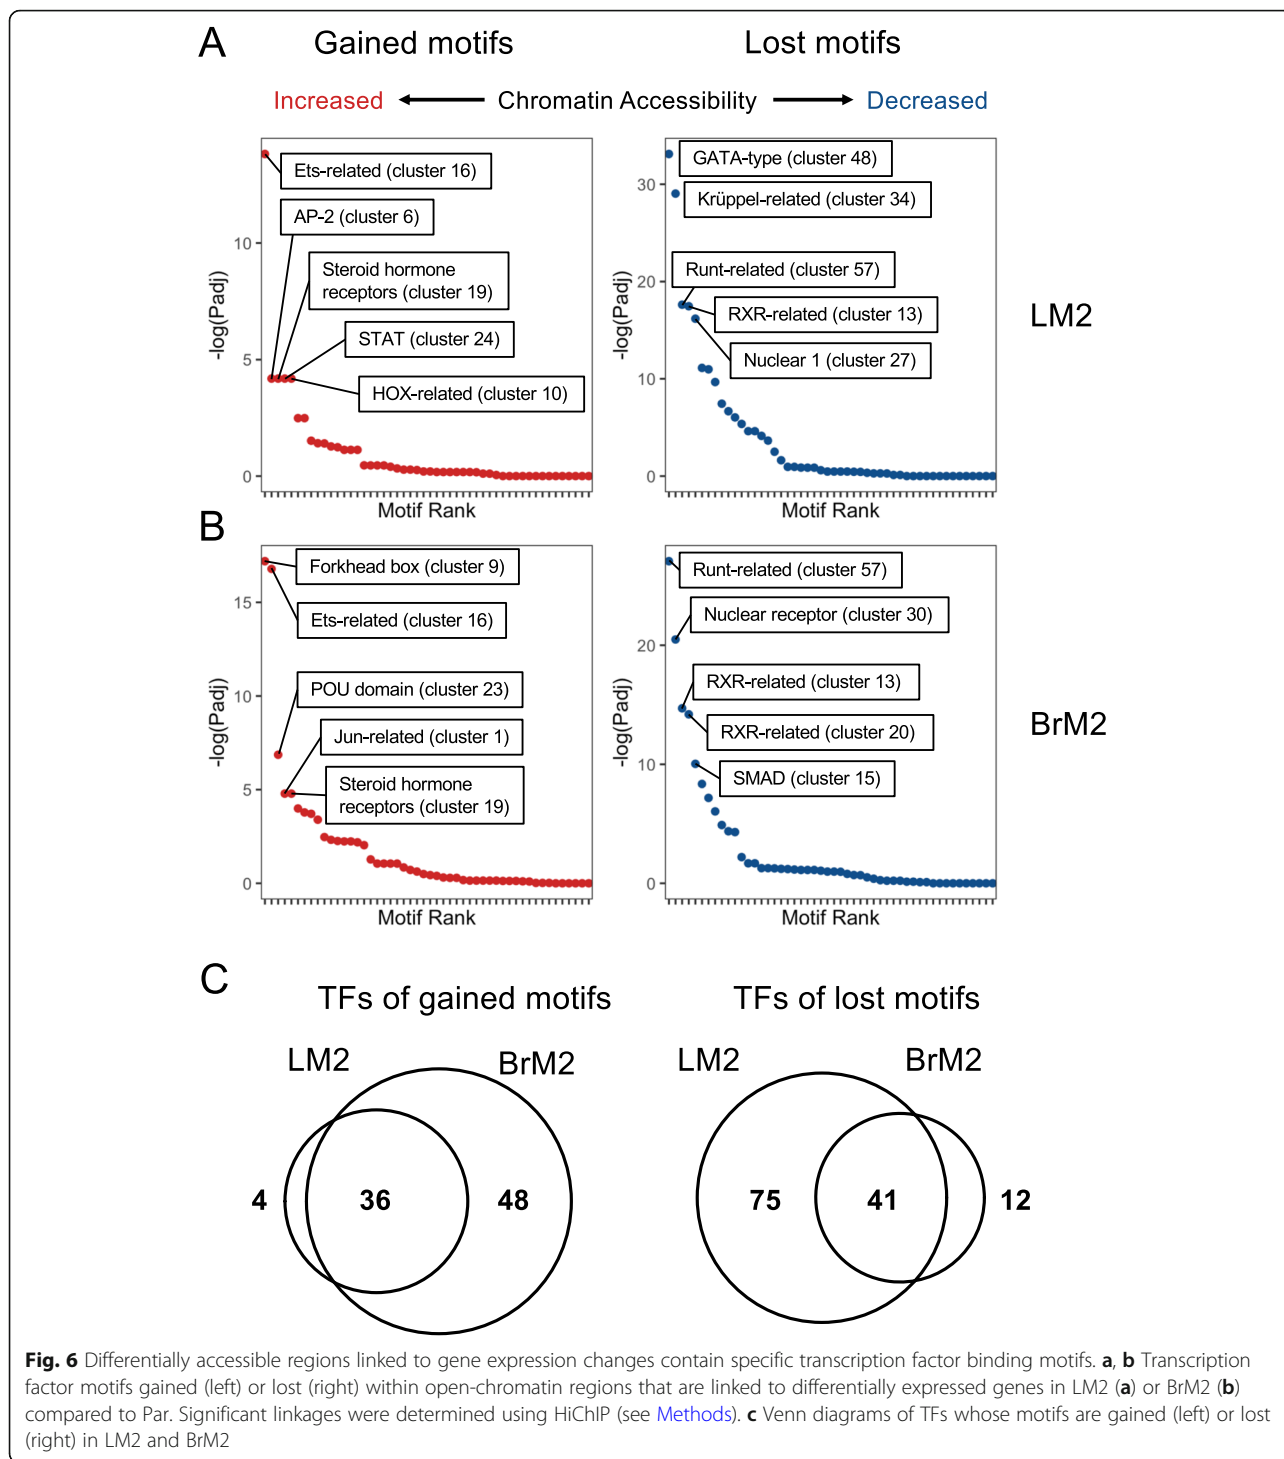 A
Gained motifs
Lost motifs
Increased
Chromatin Accessibility
Decreased
-log(Padj)
10
5
0
Ets-related (cluster 16)
AP-2 (cluster 6)
Steroid hormone
receptors (cluster 19)
STAT (cluster 24)
HOX-related (cluster 10)
Motif Rank
-log(Padj)
30
20
10
0
GATA-type (cluster 48)
Krüppel-related (cluster 34)
Runt-related (cluster 57)
RXR-related (cluster 13)
Nuclear 1 (cluster 27)
Motif Rank
LM2
B
-log(Padj)
15
10
5
0
Forkhead box (cluster 9)
Ets-related (cluster 16)
POU domain (cluster 23)
Jun-related (cluster 1)
Steroid hormone
receptors (cluster 19)
Motif Rank
-log(Padj)
20
10
0
Runt-related (cluster 57)
Nuclear receptor (cluster 30)
RXR-related (cluster 13)
RXR-related (cluster 20)
SMAD (cluster 15)
Motif Rank
BrM2
C
TFs of gained motifs
LM2
BrM2
4
36
48
TFs of lost motifs
LM2
BrM2
75
41
12
Fig. 6 Differentially accessible regions linked to gene expression changes contain specific transcription factor binding motifs. a, b Transcription
factor motifs gained (left) or lost (right) within open-chromatin regions that are linked to differentially expressed genes in LM2 (a) or BrM2 (b)
compared to Par. Significant linkages were determined using HiChIP (see Methods). c Venn diagrams of TFs whose motifs are gained (left) or lost
(right) in LM2 and BrM2